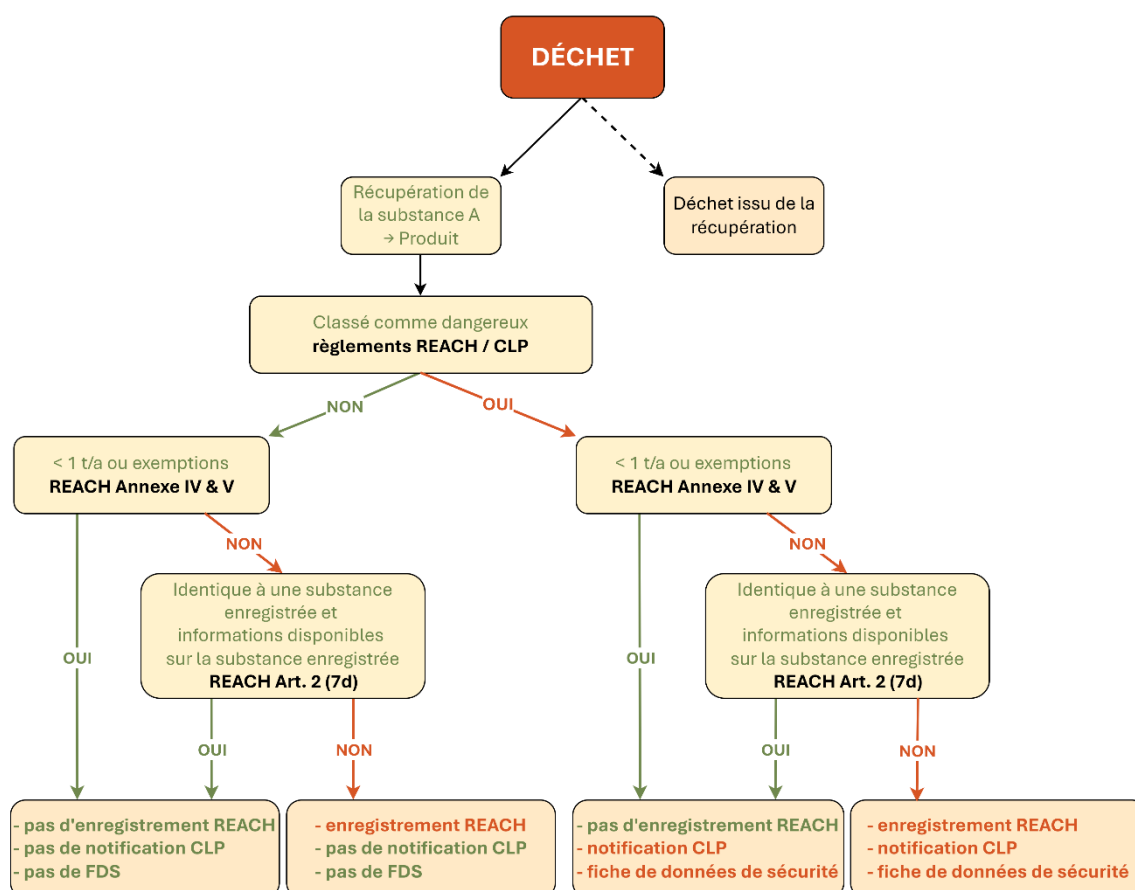 DÉCHET
Récupération de
la substance A
→ Produit
Déchet issu de la
récupération
Classé comme dangereux
règlements REACH / CLP
NON
OUI
< 1 t/a ou exemptions
REACH Annexe IV & V
< 1 t/a ou exemptions
REACH Annexe IV & V
NON
NON
Identique à une substance
enregistrée et
informations disponibles
sur la substance enregistrée
REACH Art. 2 (7d)
Identique à une substance
enregistrée et
informations disponibles
sur la substance enregistrée
REACH Art. 2 (7d)
OUI
OUI
OUI
NON
OUI
NON
- pas d'enregistrement REACH
- pas de notification CLP
- pas de FDS
- enregistrement REACH
- pas de notification CLP
- pas de FDS
- pas d'enregistrement REACH
- notification CLP
- fiche de données de sécurité
- enregistrement REACH
- notification CLP
- fiche de données de sécurité